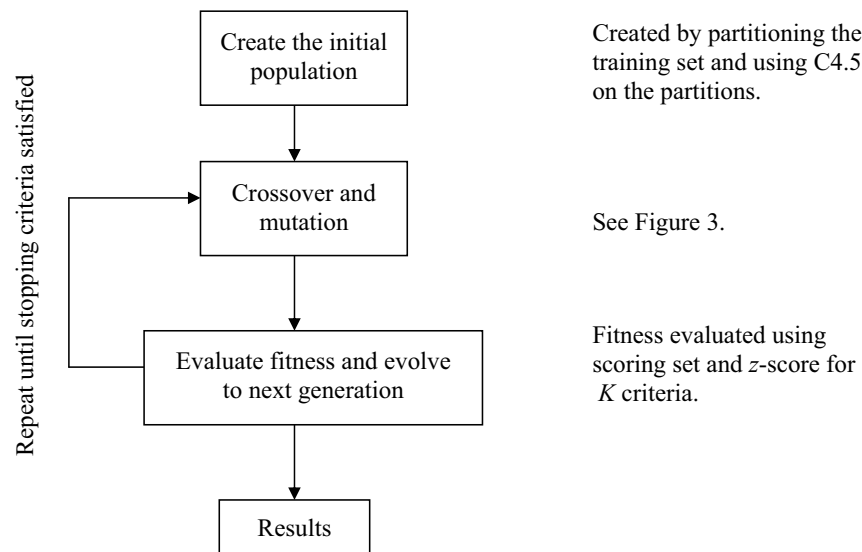 Create the initial
population
Created by partitioning the
training set and using C4.5
on the partitions.
Repeat until stopping criteria satisfied
Crossover and
mutation
See Figure 3.
Evaluate fitness and evolve
to next generation
Fitness evaluated using
scoring set and z-score for
K criteria.
Results